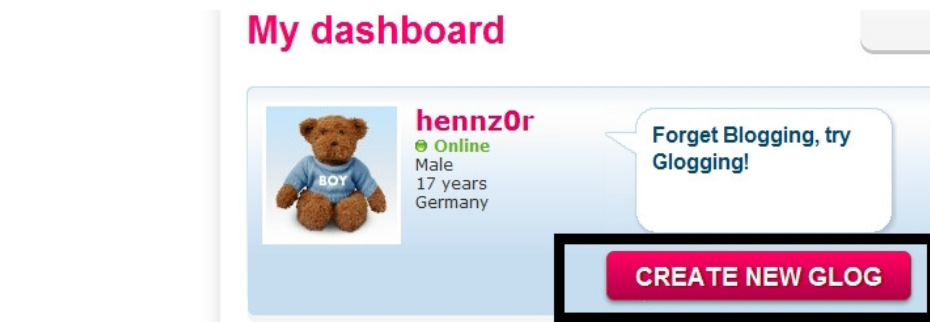 My dashboard
hennz0r
Online
Male
17 years
Germany
BOY
Forget Blogging, try
Glogging!
CREATE NEW GLOG